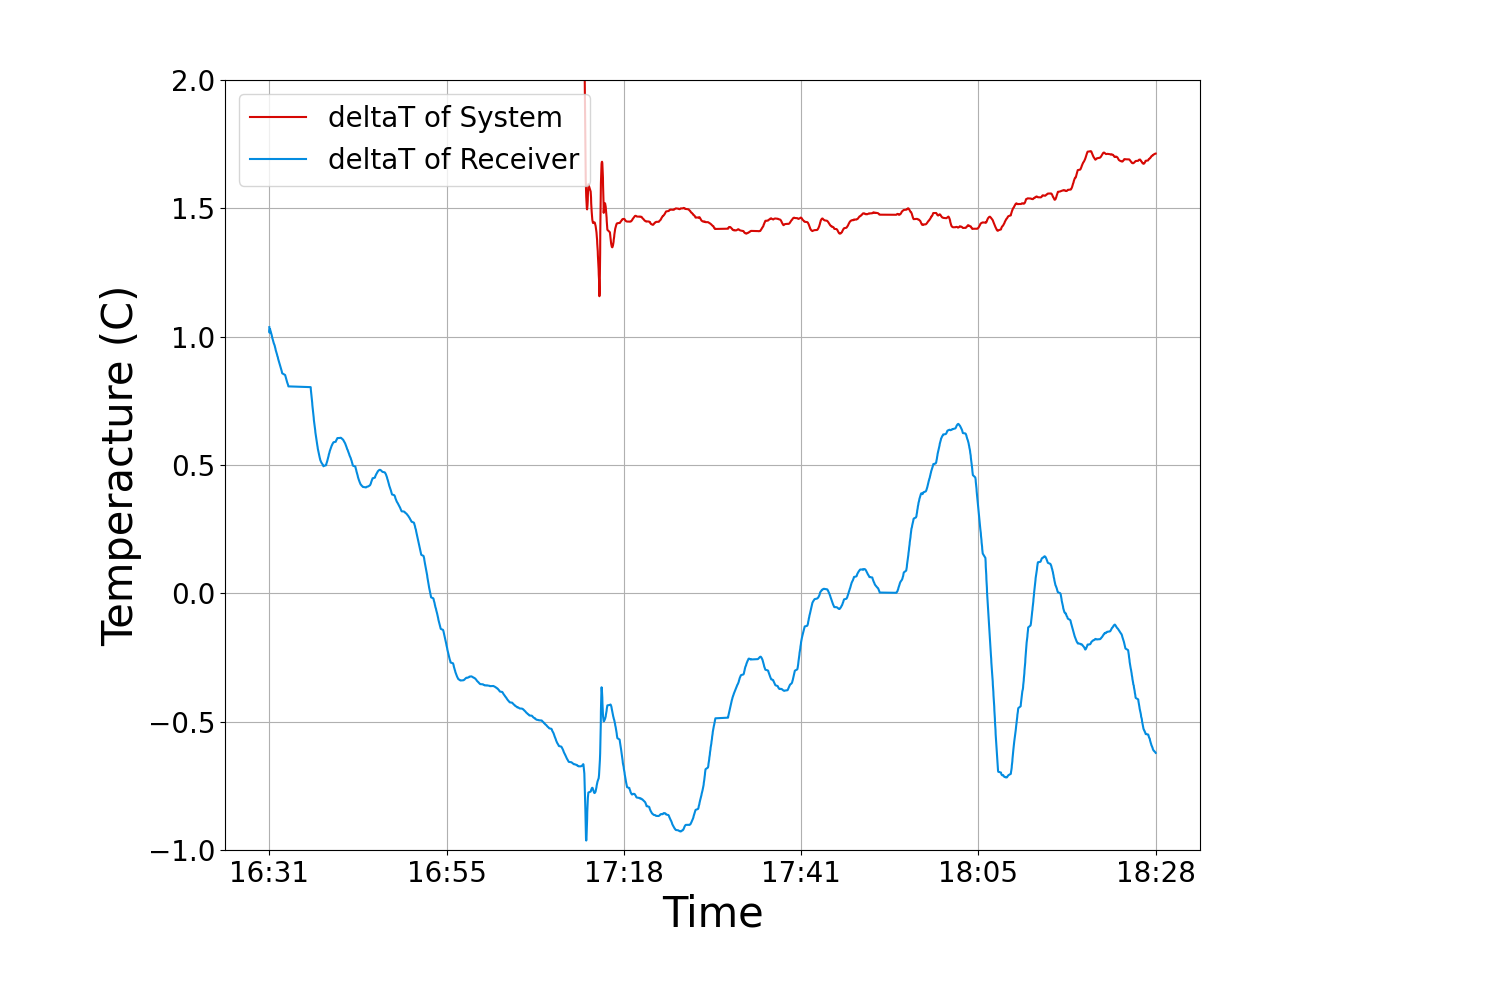 2.0
1.5
1.0
0.5
0.0
−0.5
−1.0
Temperacture (C)
deltaT of System
deltaT of Receiver
16:31 16:55 17:18 17:41 18:05 18:28
Time